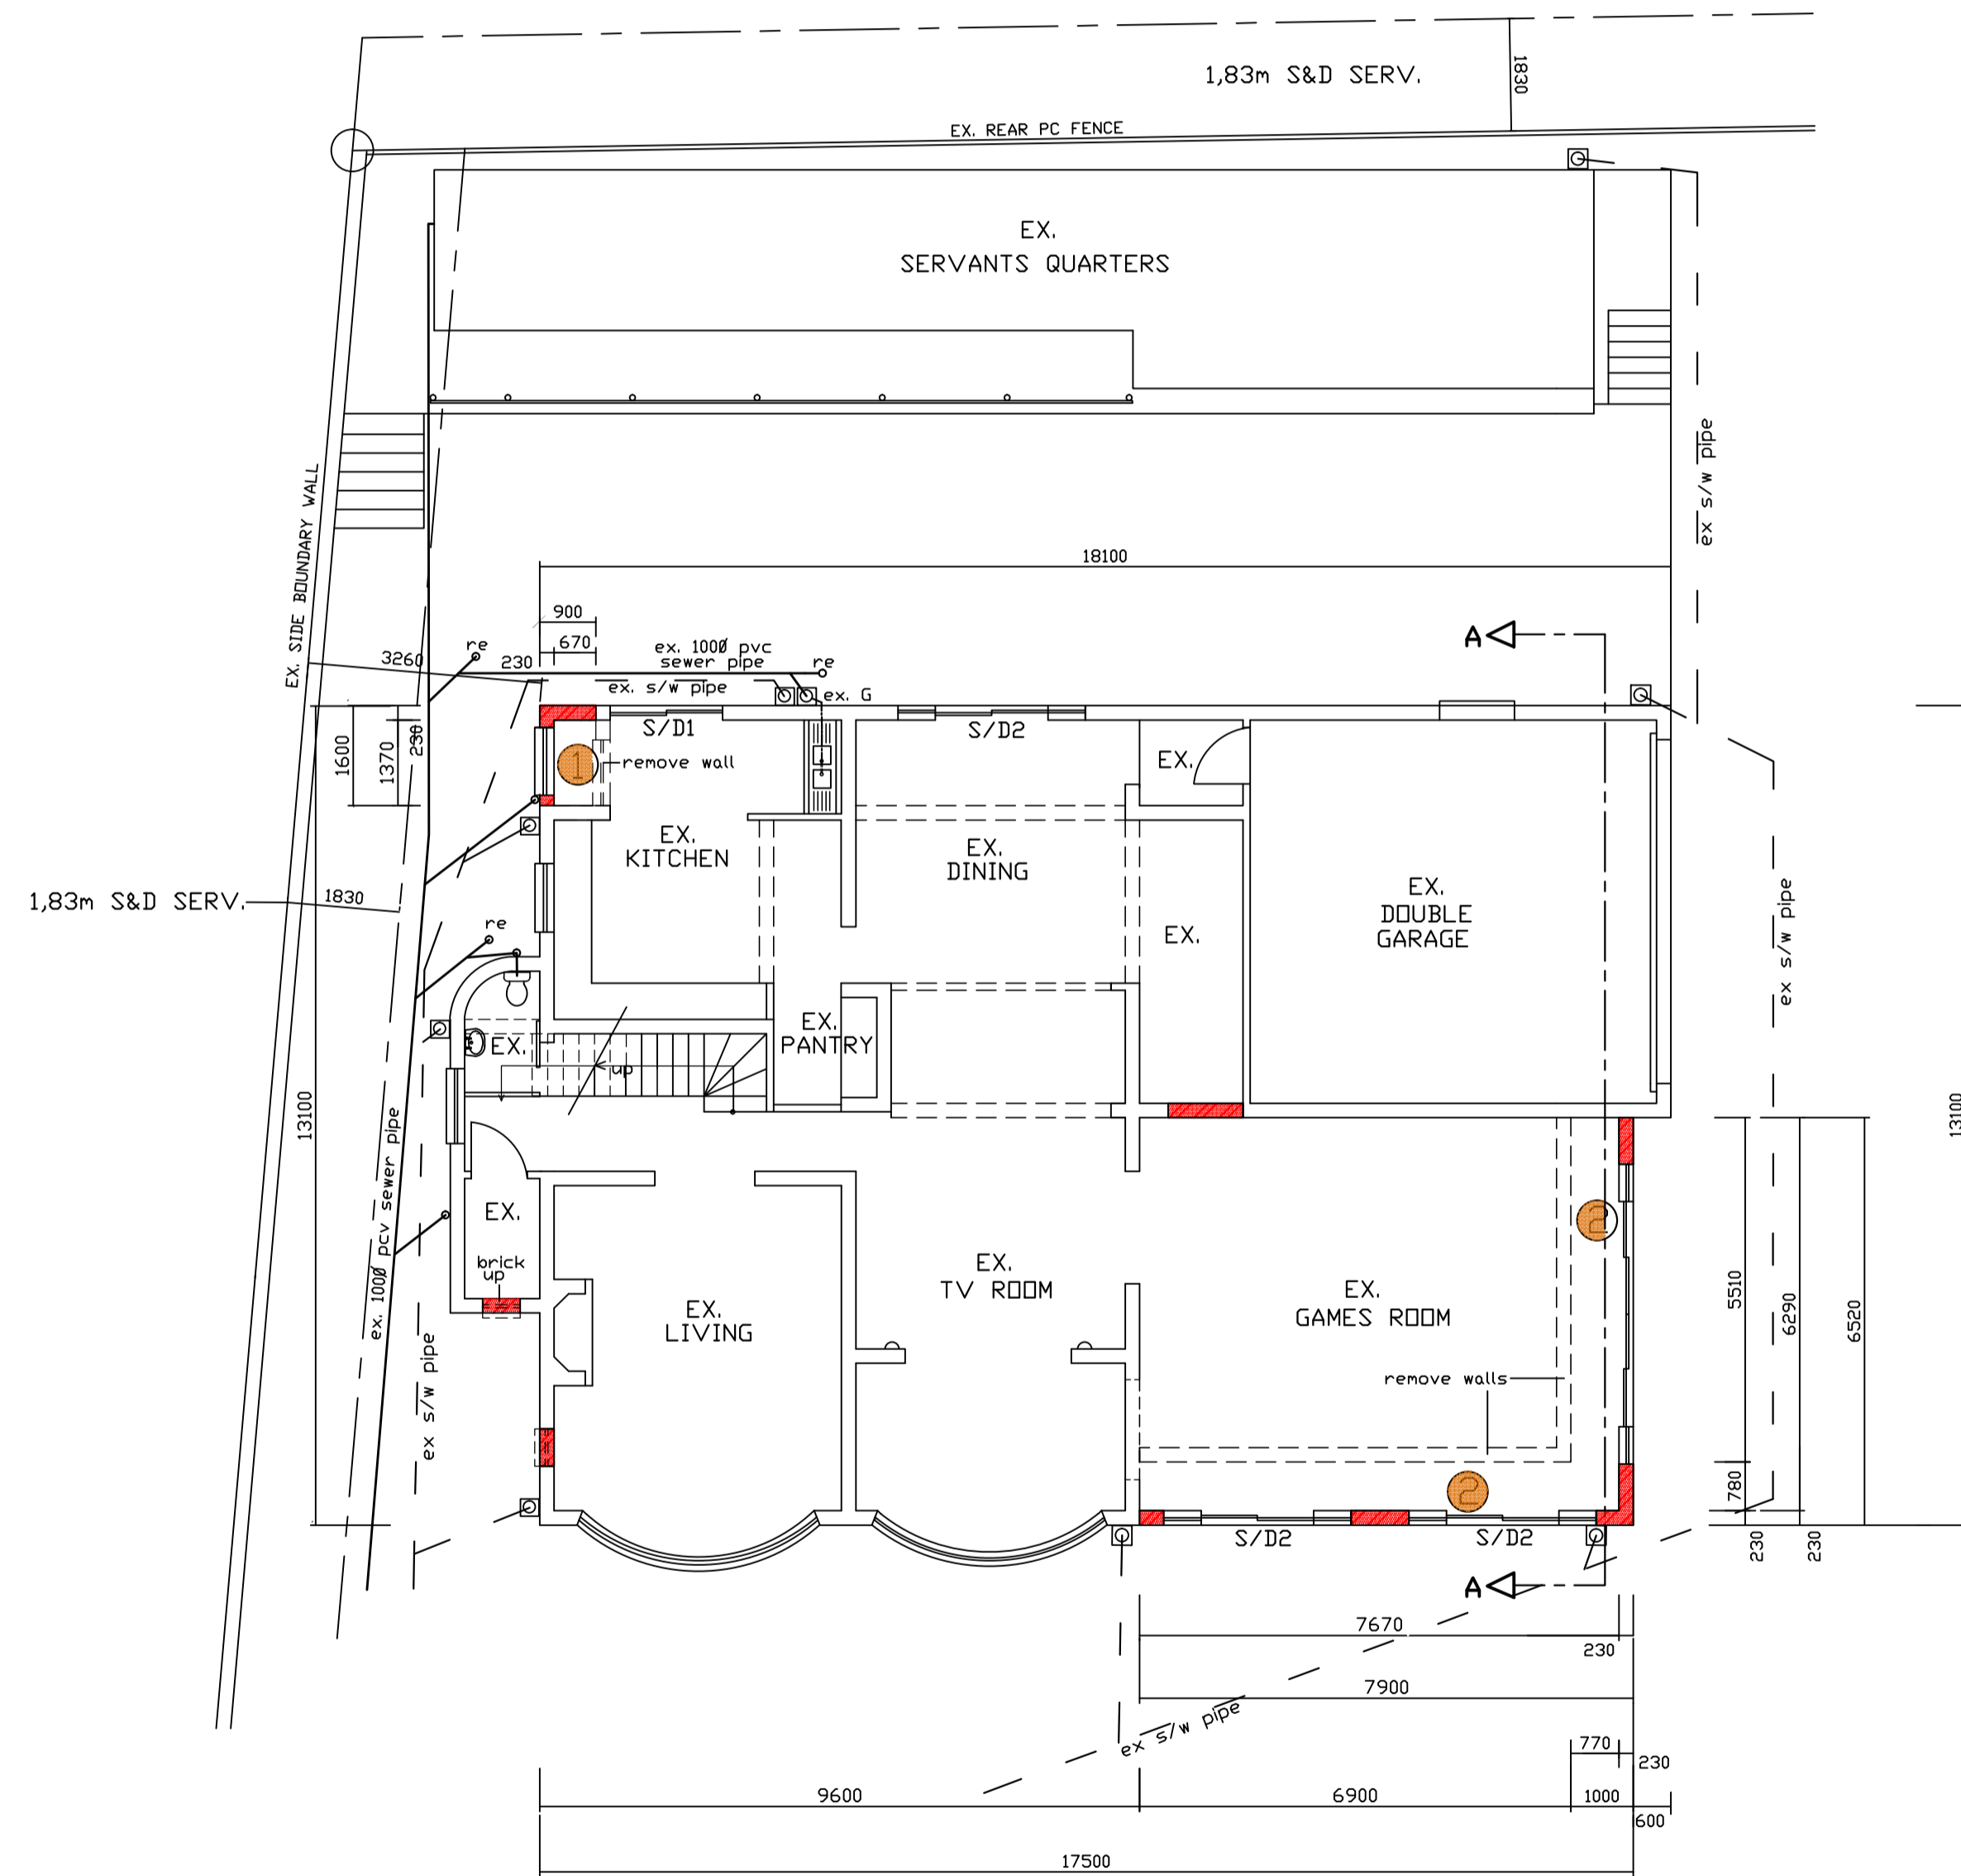 1,83m S&D SERV.
1830
EX. REAR PC FENCE
EX.
SERVANTS QUARTERS
EX. SIDE BOUNDARY WALL
ex s/w pipe
18100
900
670
230
3260
re
ex. 100Ø pvc
sewer pipe
re
ex. s/w pipe
ex. G
A
S/D1
S/D2
1600
1370
230
1
remove wall
EX.
EX.
KITCHEN
EX.
DINING
EX.
EX.
DOUBLE
GARAGE
1,83m S&D SERV.
1830
re
ex s/w pipe
EX.
PANTRY
EX.
up
13100
13100
ex. 100Ø pcv sewer pipe
EX.
brick
up
EX.
LIVING
EX.
TV ROOM
EX.
GAMES ROOM
2
remove walls
2
ex s/w pipe
5510
6290
6520
780
230
230
S/D2
S/D2
A
7670
230
7900
ex s/w pipe
770
230
9600
6900
1000
600
17500